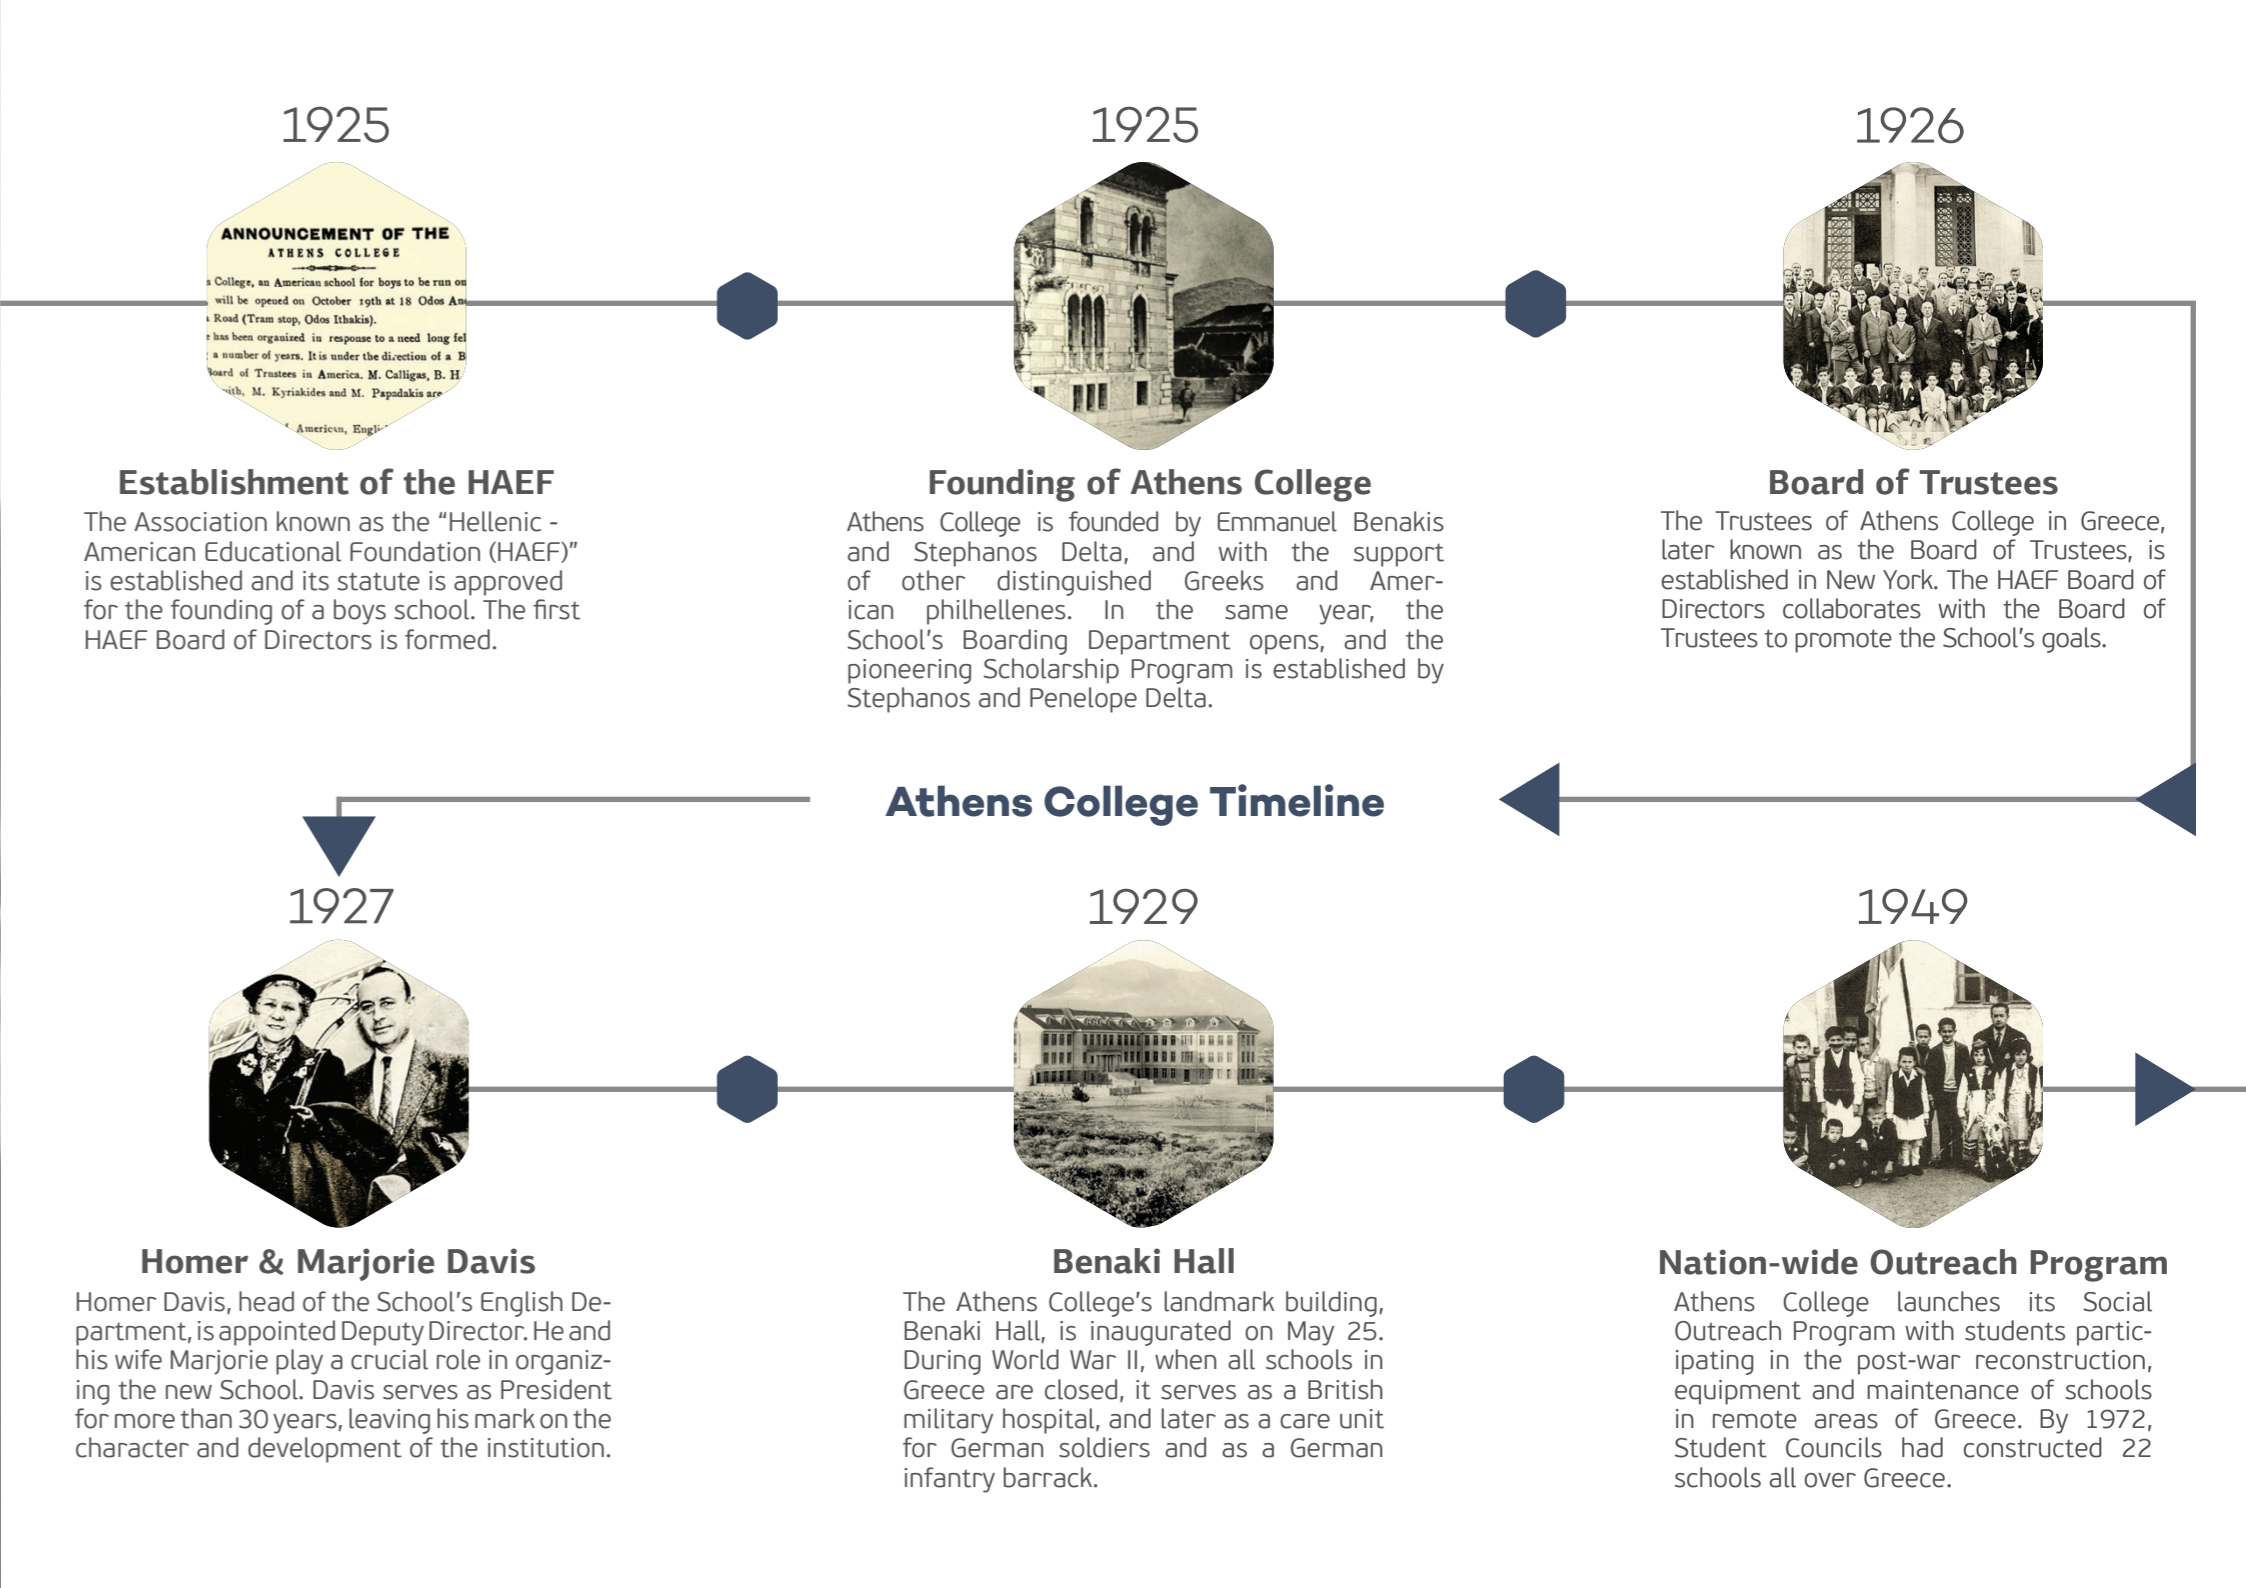 1925
ANNOUNCEMENT OF THE
ATHENS COLLEGE
College, an American school for boys to be run on
will be opened on October 19th at 18 Odos
Road (Tram stop, Odos Ithakis).
has been organized in response to a need long
a number of years. It is under the direction of a B
Board of Trustees in America. M. Calligas, B. H
M. Kyriakides and M. Papadakis are
American,
Establishment of the HAEF
The Association known as the “Hellenic -
American Educational Foundation (HAEF)”
is established and its statute is approved
for the founding of a boys school. The first
HAEF Board of Directors is formed.
1925
Founding of Athens College
Athens College is founded by Emmanuel Benakis
and Stephanos Delta, and with the support
of other distinguished Greeks and Amer-
ican philhellenes. In the same year, the
School’s Boarding Department opens, and the
pioneering Scholarship Program is established by
Stephanos and Penelope Delta.
1926
Board of Trustees
The Trustees of Athens College in Greece,
later known as the Board of Trustees, is
established in New York. The HAEF Board of
Directors collaborates with the Board of
Trustees to promote the School’s goals.
Athens College Timeline
1927
Homer & Marjorie Davis
Homer Davis, head of the School’s English De-
partment, is appointed Deputy Director. He and
his wife Marjorie play a crucial role in organiz-
ing the new School. Davis serves as President
for more than 30 years, leaving his mark on the
character and development of the institution.
1929
Benaki Hall
The Athens College’s landmark building,
Benaki Hall, is inaugurated on May 25.
During World War II, when all schools in
Greece are closed, it serves as a British
military hospital, and later as a care unit
for German soldiers and as a German
infantry barrack.
1949
Nation-wide Outreach Program
Athens College launches its Social
Outreach Program with students partic-
ipating in the post-war reconstruction,
equipment and maintenance of schools
in remote areas of Greece. By 1972,
Student Councils had constructed 22
schools all over Greece.